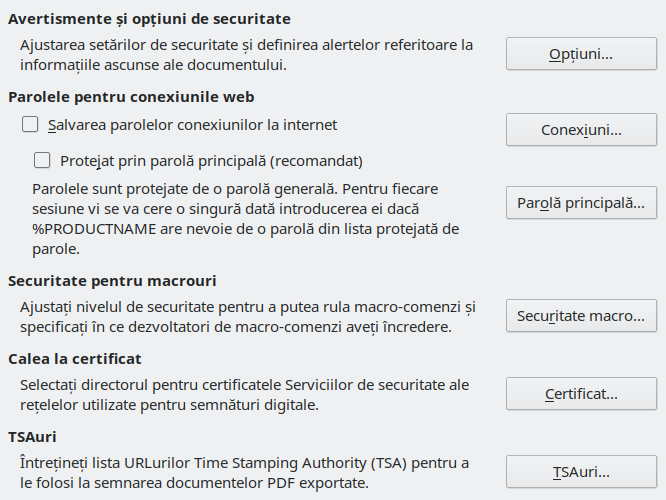 Avertismente și opțiuni de securitate
Ajustarea setărilor de securitate și definirea alertelor referitoare la
informațiile ascunse ale documentului.
Opțiuni...
Parolele pentru conexiunile web
Salvarea parolelor conexiunilor la internet
Conexiuni...
Protejat prin parolă principală (recomandat)
Parolele sunt protejate de o parolă generală. Pentru fiecare
sesiune vi se va cere o singură dată introducerea ei dacă
%PRODUCTNAME are nevoie de o parolă din lista protejată de
parole.
Parolă principală...
Securitate pentru macrouri
Ajustați nivelul de securitate pentru a putea rula macro-comenzi și
specificați în ce dezvoltatori de macro-comenzi aveți încredere.
Securitate macro...
Calea la certificat
Selectați directorul pentru certificatele Serviciilor de securitate ale
rețelelor utilizate pentru semnături digitale.
Certificat...
TSAuri
Întrețineți lista URLurilor Time Stamping Authority (TSA) pentru a
le folosi la semnarea documentelor PDF exportate.
TSAuri...